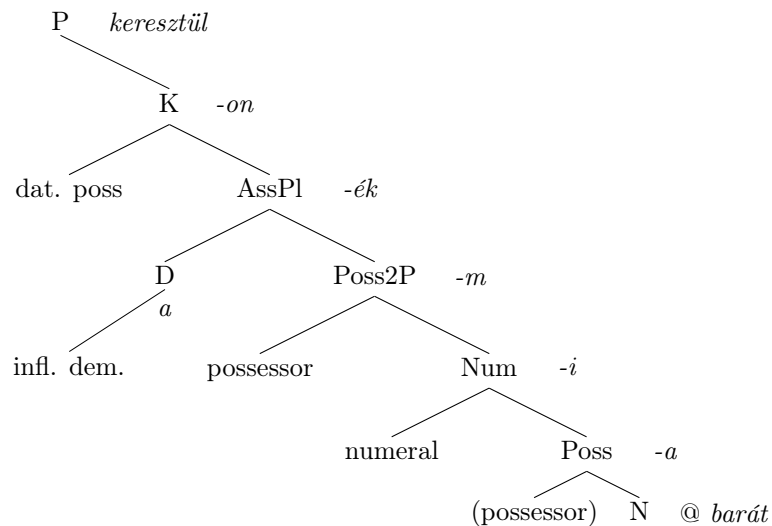 P keresztül
K -on
dat. poss AssPl -ék
D Poss2P -m
a
infl. dem. possessor Num -i
numeral Poss -a
(possessor) N @ barát